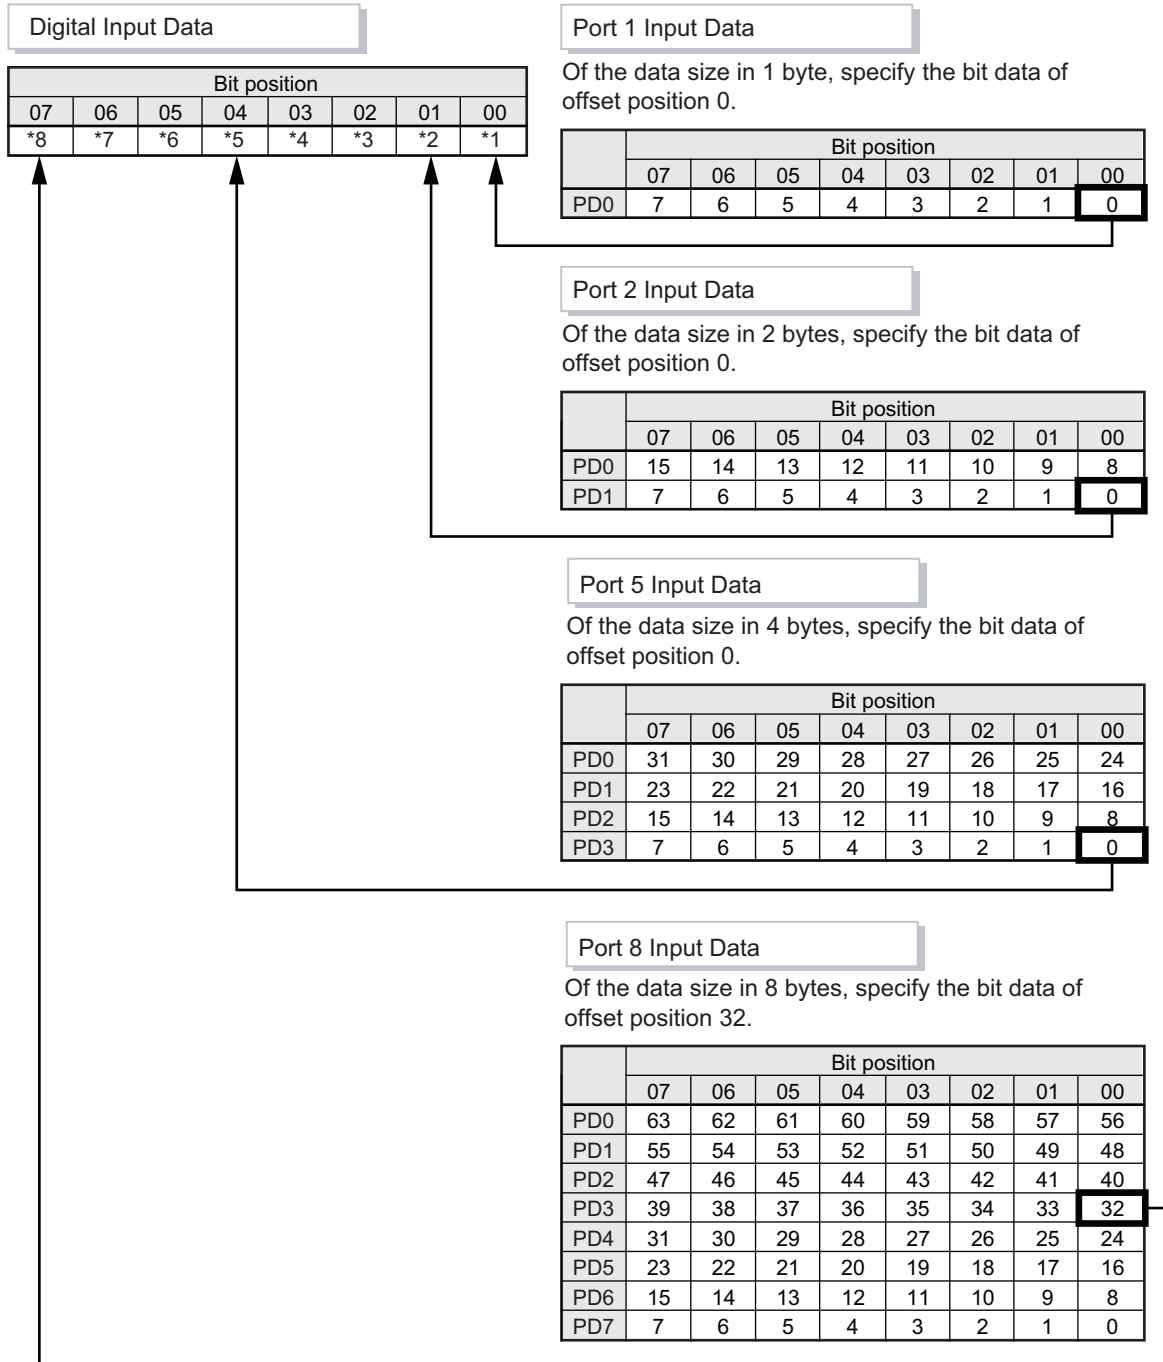 Digital Input Data
Bit position
07 06 05 04 03 02 01 00
*8 *7 *6 *5 *4 *3 *2 *1
Port 1 Input Data
Of the data size in 1 byte, specify the bit data of
offset position 0.
Bit position
07 06 05 04 03 02 01 00
PD0 7 6 5 4 3 2 1 0
Port 2 Input Data
Of the data size in 2 bytes, specify the bit data of
offset position 0.
Bit position
07 06 05 04 03 02 01 00
PD0 15 14 13 12 11 10 9 8
PD1 7 6 5 4 3 2 1 0
Port 5 Input Data
Of the data size in 4 bytes, specify the bit data of
offset position 0.
Bit position
07 06 05 04 03 02 01 00
PD0 31 30 29 28 27 26 25 24
PD1 23 22 21 20 19 18 17 16
PD2 15 14 13 12 11 10 9 8
PD3 7 6 5 4 3 2 1 0
Port 8 Input Data
Of the data size in 8 bytes, specify the bit data of
offset position 32.
Bit position
07 06 05 04 03 02 01 00
PD0 63 62 61 60 59 58 57 56
PD1 55 54 53 52 51 50 49 48
PD2 47 46 45 44 43 42 41 40
PD3 39 38 37 36 35 34 33 32
PD4 31 30 29 28 27 26 25 24
PD5 23 22 21 20 19 18 17 16
PD6 15 14 13 12 11 10 9 8
PD7 7 6 5 4 3 2 1 0